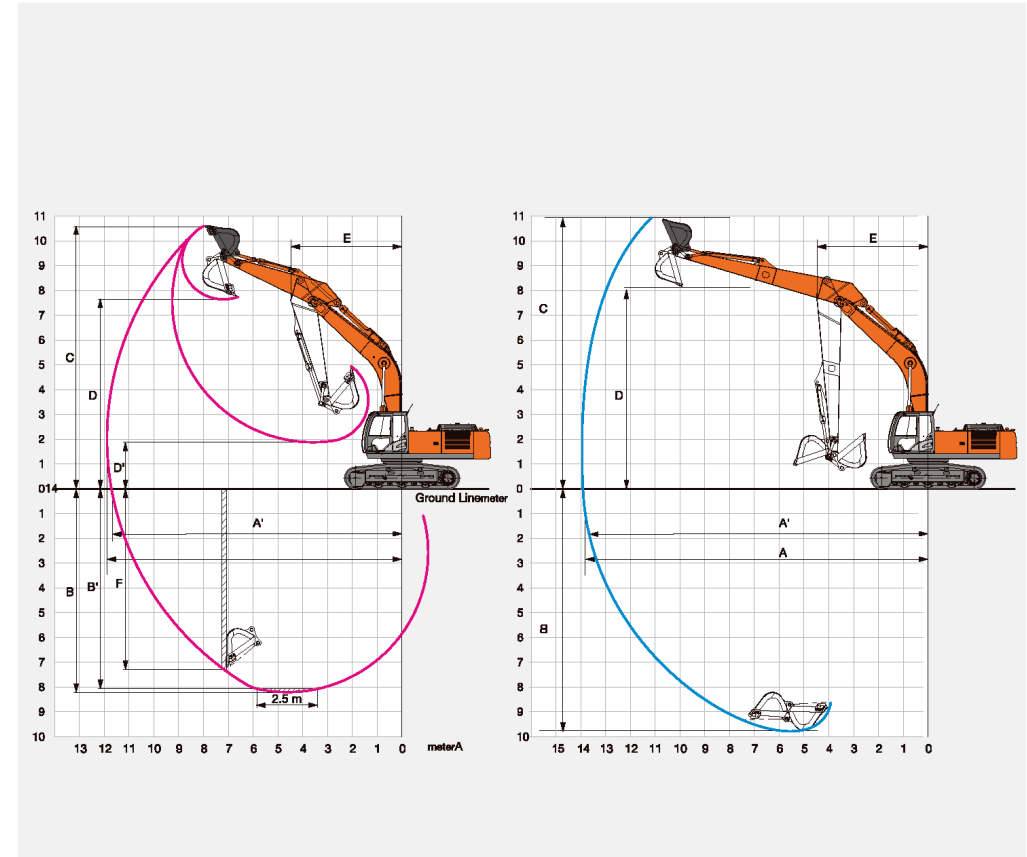 11 11
10 E 10 E
9 9
8 8
7 7
6 C 6 C
5 5
4 D 4 D
3 3
2 2
1 D' 1
014 0
Ground Linemeter
1 1
A' A'
2 2
A
3 3
B B' F
4 4
5 5
B
6 6
7 7
8 8
2.5 m
9 9
10 10
13 12 11 10 9 8 7 6 5 4 3 2 1 0 meterA 15 14 13 12 11 10 9 8 7 6 5 4 3 2 1 0